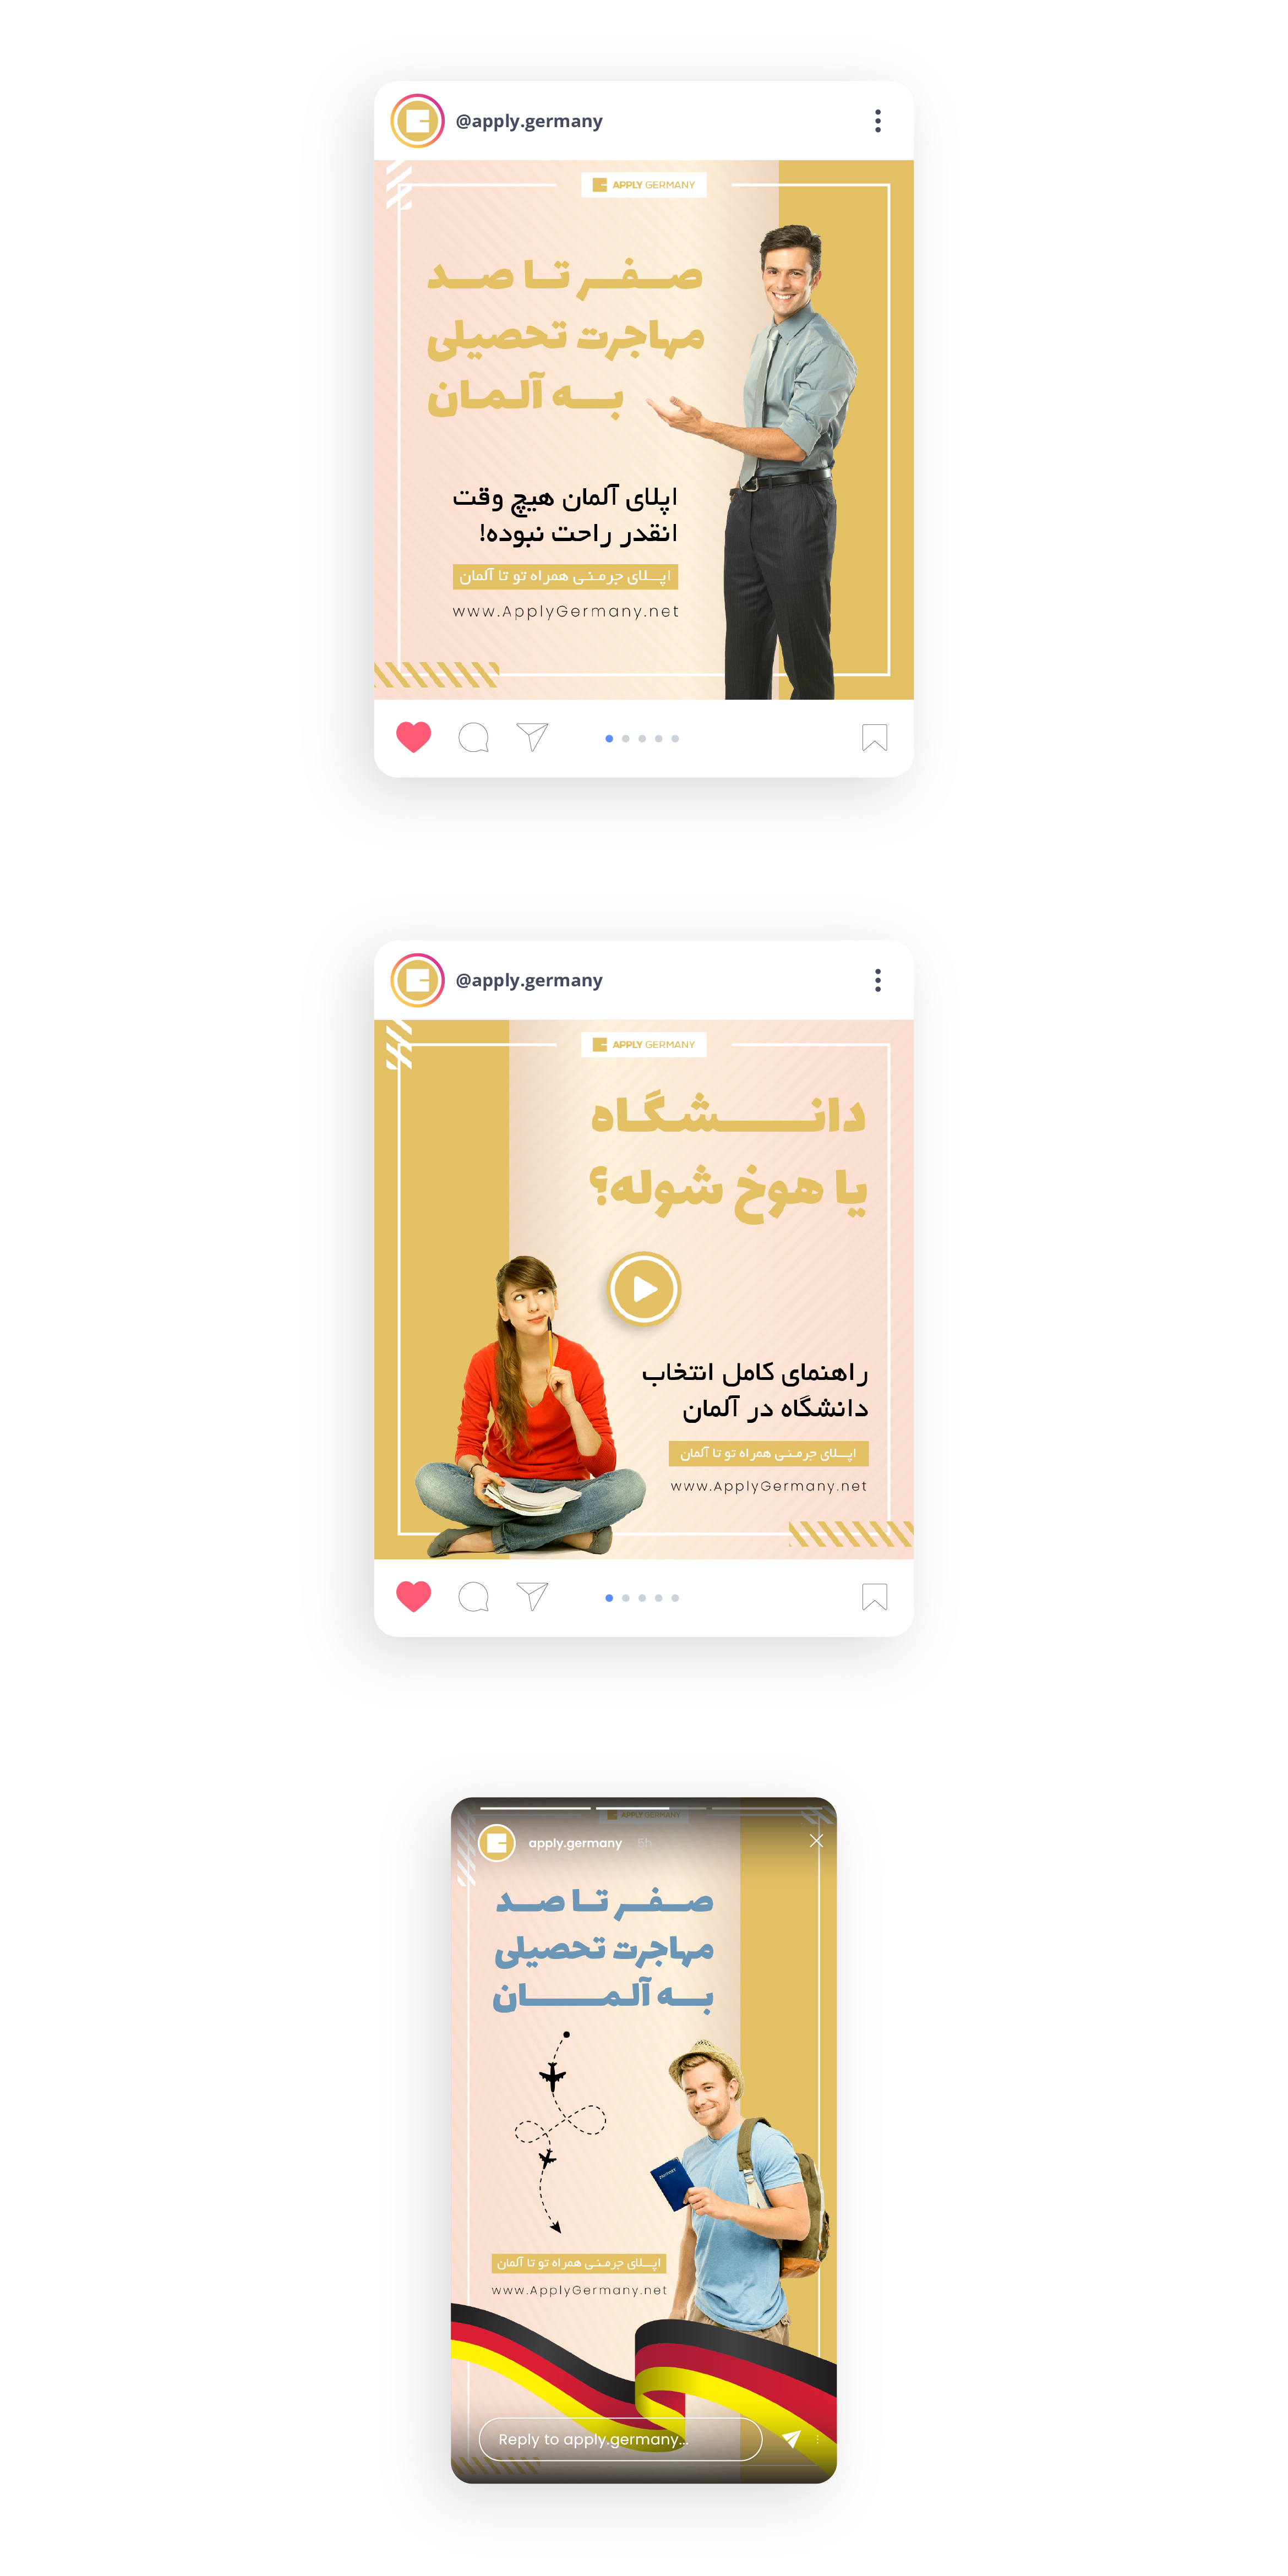 @apply.germany
APPLY GERMANY
صفر تا صد
مهاجرت تحصیلی
به آلمان
اپلای آلمان هیچ وقت
انقدر راحت نبوده!
اپلای جرمنی همراه تو تا آلمان
www.ApplyGermany.net
@apply.germany
APPLY GERMANY
دانشگاه
یا هوخ شوله؟
راهنمای کامل انتخاب
دانشگاه در آلمان
اپلای جرمنی همراه تو تا آلمان
www.ApplyGermany.net
APPLY GERMANY
apply.germany 5h
صفر تا صد
مهاجرت تحصیلی
به آلمان
PASSPORT
اپلای جرمنی همراه تو تا آلمان
www.ApplyGermany.net
Reply to apply.germany...